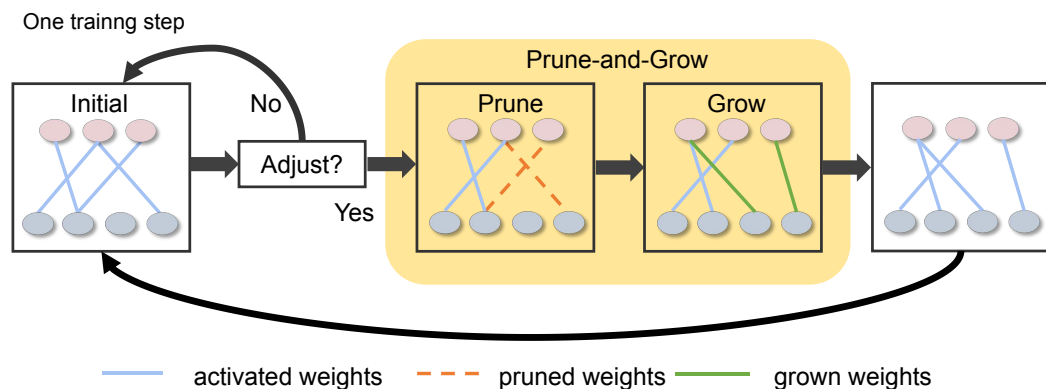 One trainng step
Prune-and-Grow
Initial
No
Prune
Grow
Adjust?
Yes
activated weights
pruned weights
grown weights